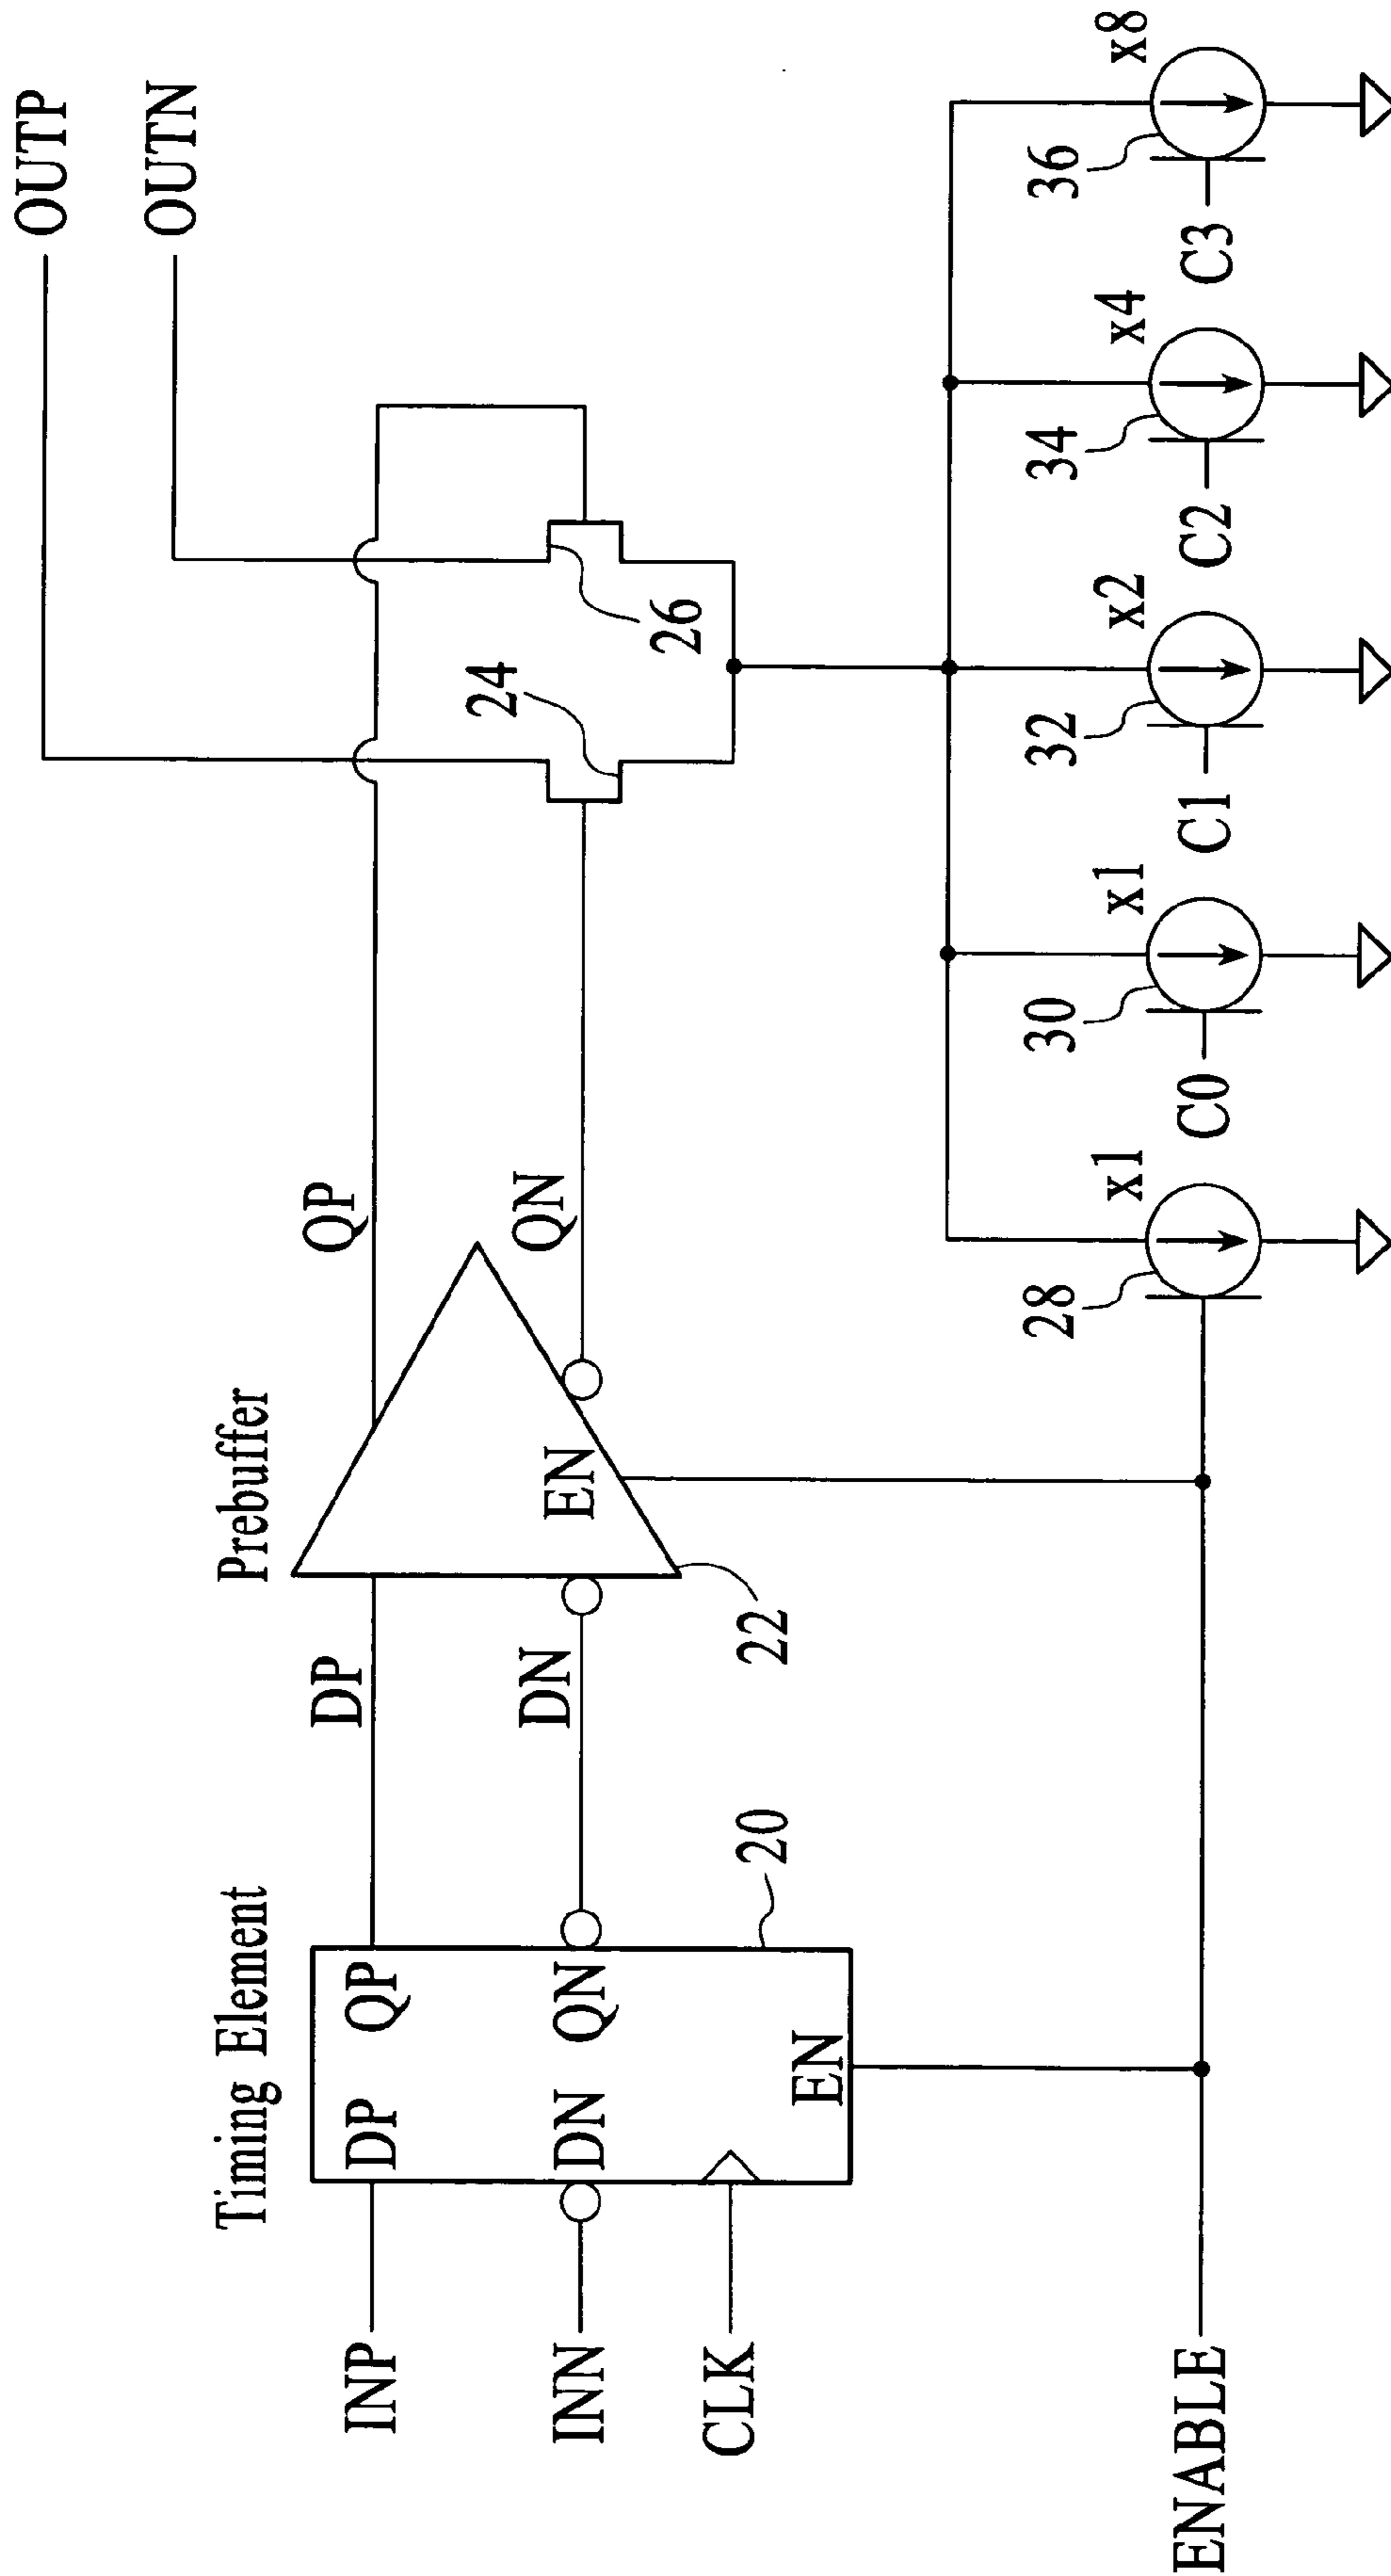 OUTP
OUTN
Timing Element
Prebuffer
INP
DP
QP
DP
QP
INN
DN
QN
DN
EN
QN
24
26
CLK
EN
20
22
ENABLE
28
x1
30
x1
C0
32
x2
C1
34
x4
C2
36
x8
C3